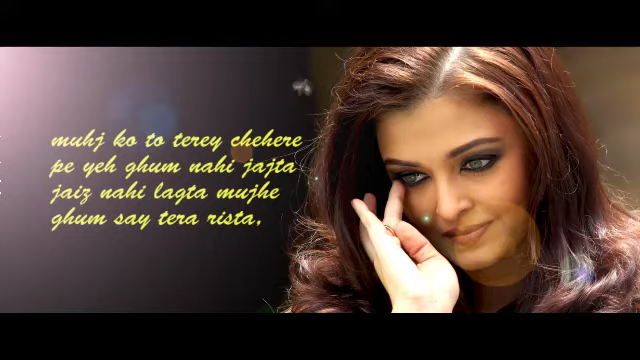 muhj ko to terey chehere
pe yeh ghum nahi jajta
jaiz nahi lagta mujhe
ghum say tera rista,